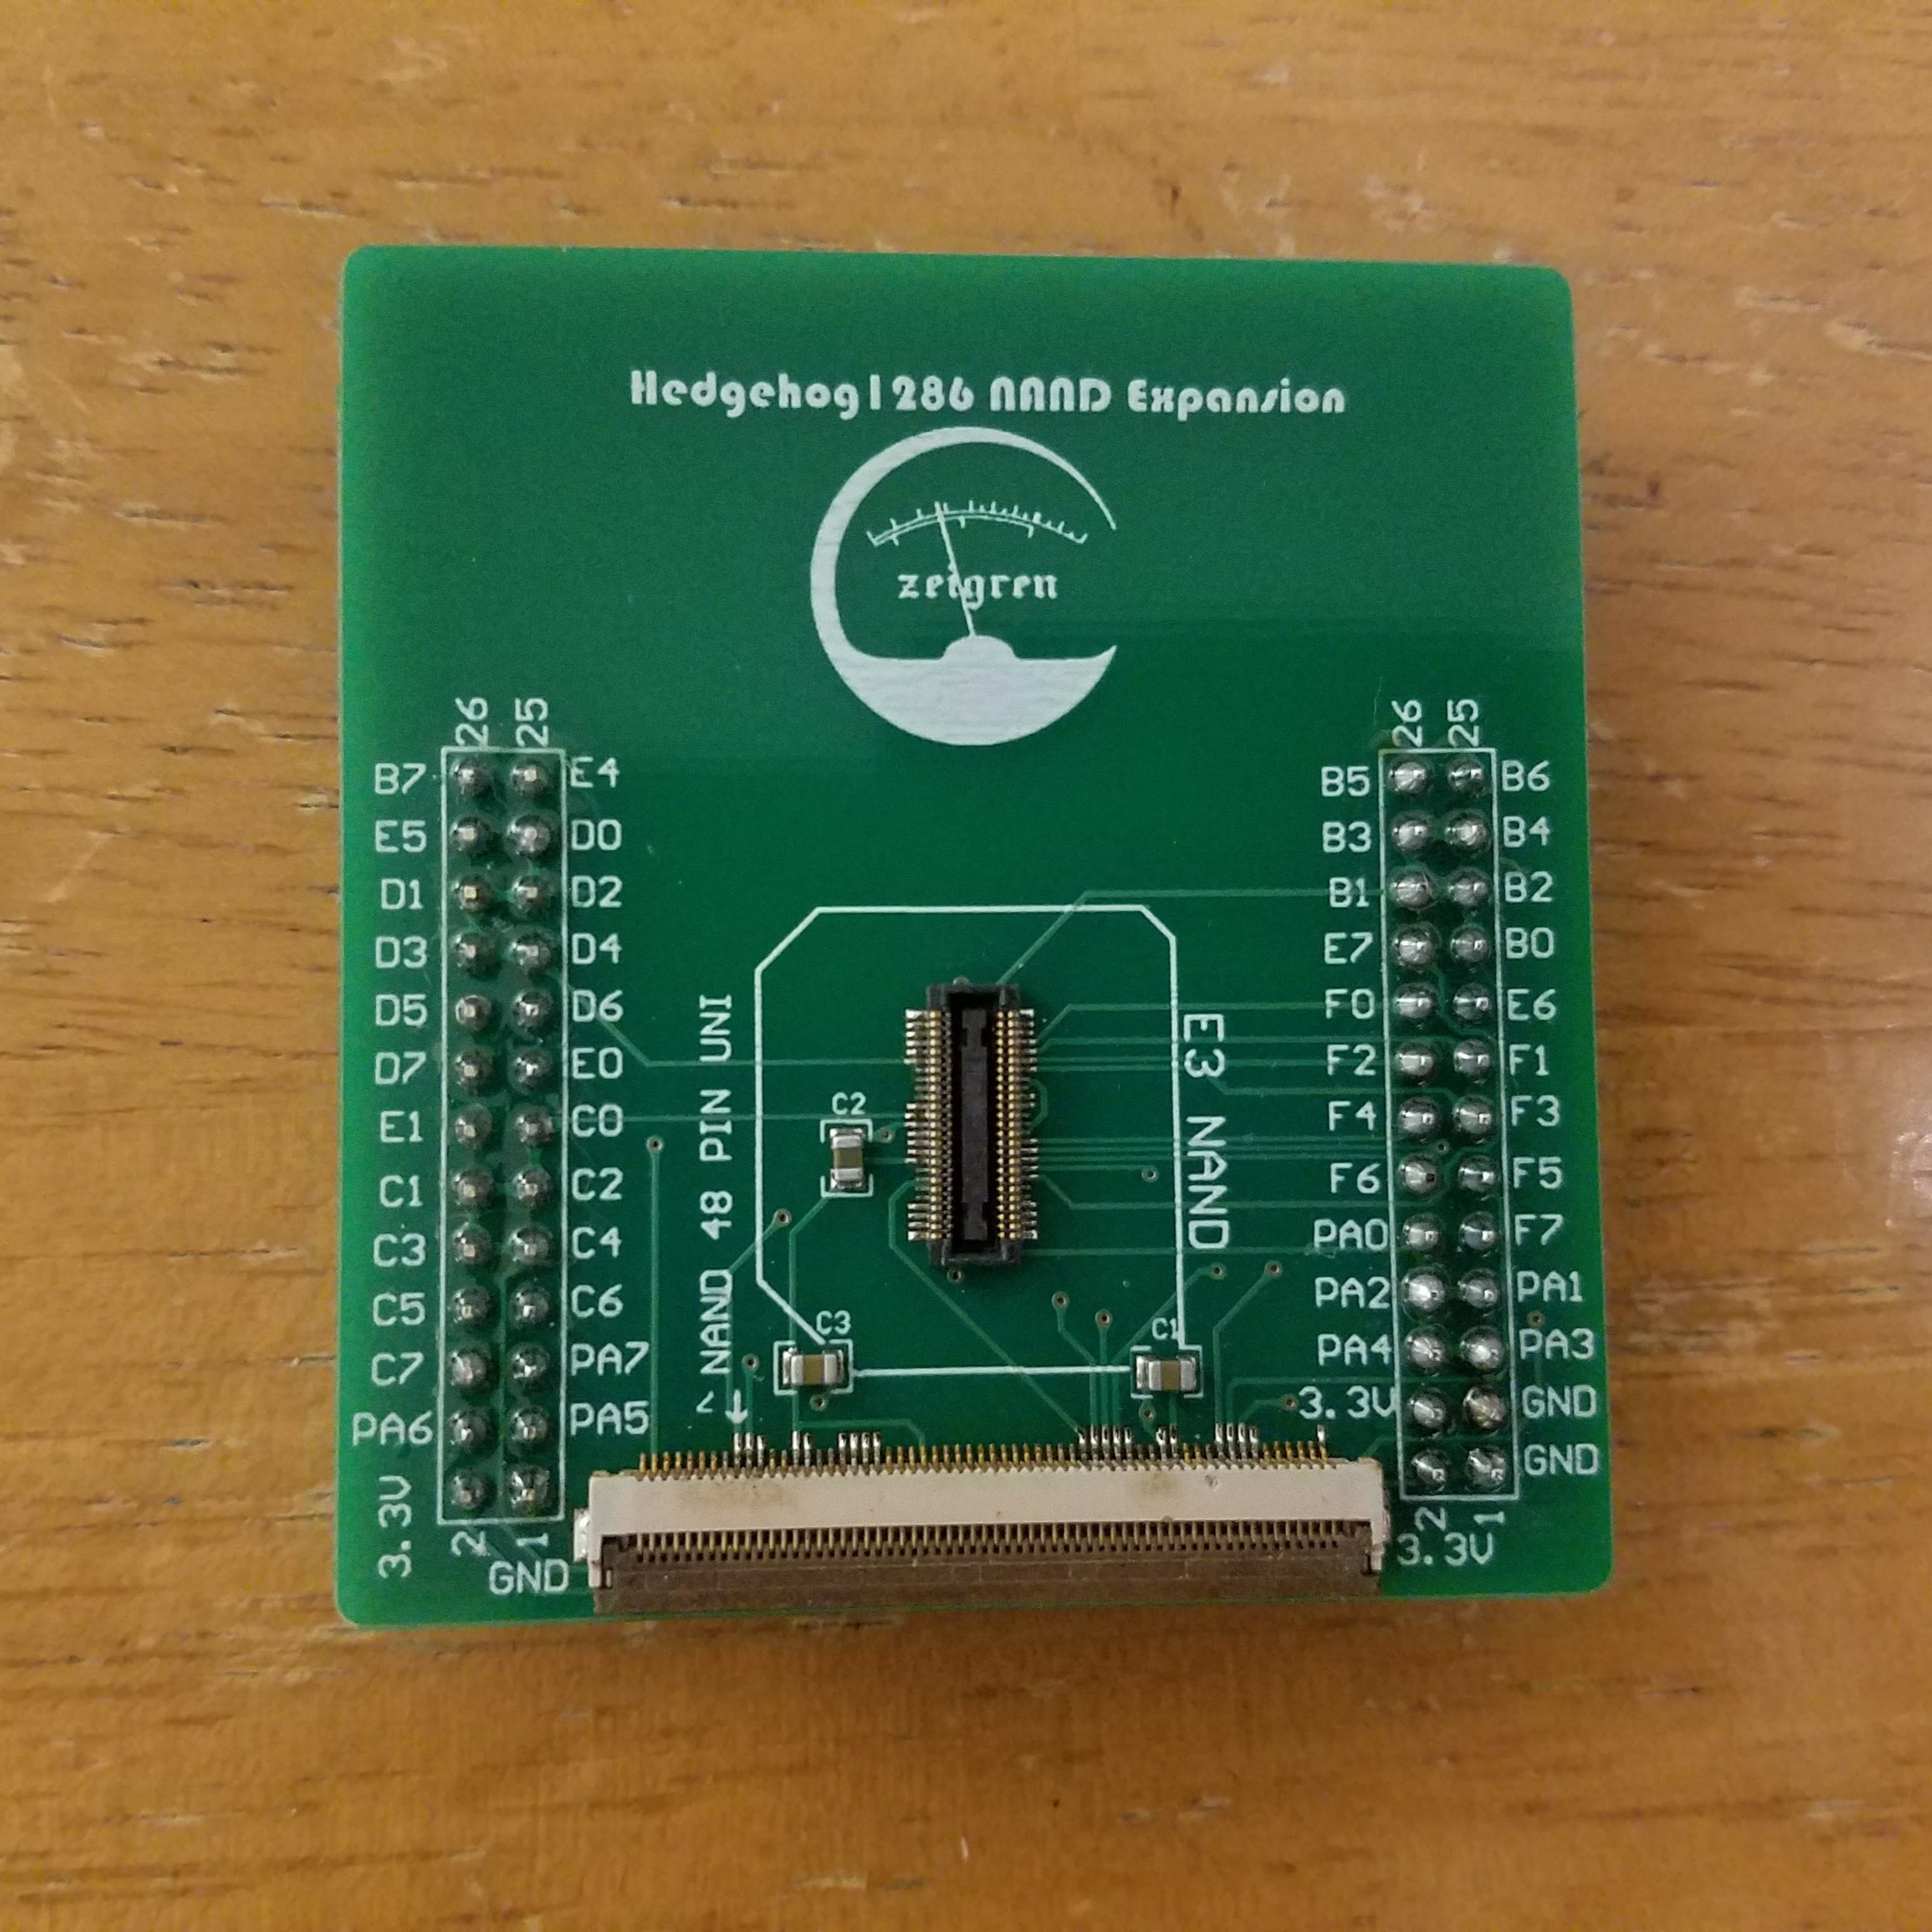 Hedgehog1286 NAND Expansion
zeigren
26 25
B7 E4
E5 D0
D1 D2
D3 D4
D5 D6
D7 E0
E1 C0
C1 C2
C3 C4
C5 C6
C7 PA7
PA6 PA5
3.3V
2 1
GND
^ NAND 48 PIN UNI
C2
C3
C1
E3 NAND
26 25
B5 B6
B3 B4
B1 B2
E7 B0
F0 E6
F2 F1
F4 F3
F6 F5
PA0 F7
PA2 PA1
PA4 PA3
3.3V GND
GND
2 1
3.3V